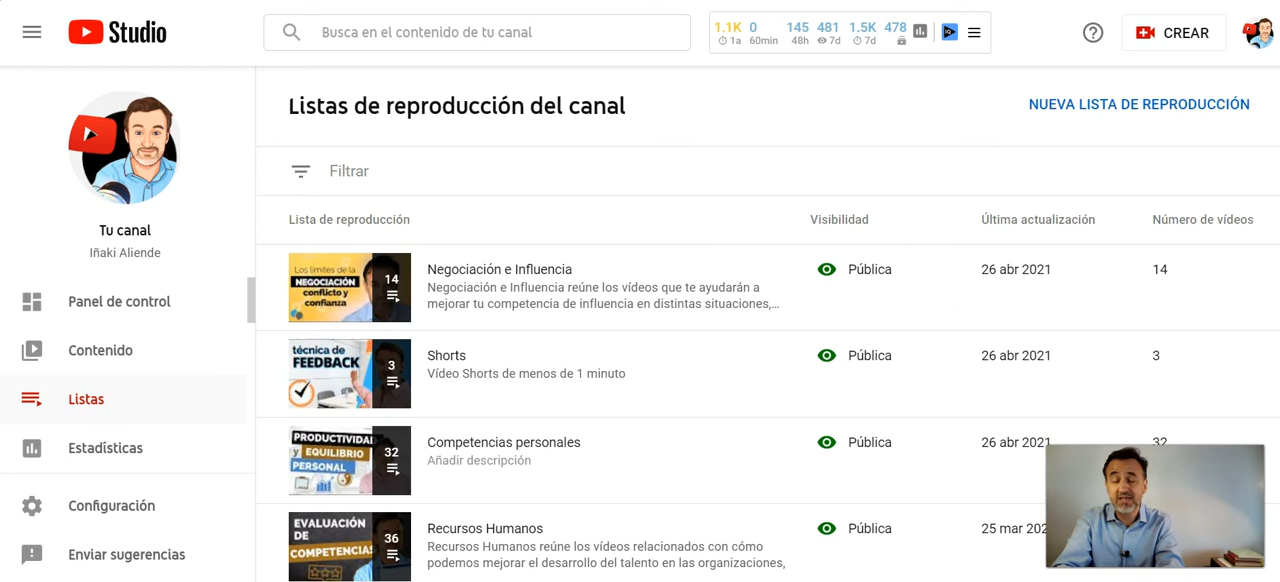 Studio
Busca en el contenido de tu canal
1.1K 0 145 481 1.5K 478
1a 60min 48h 7d 7d
CREAR
Tu canal
Iñaki Aliende
Panel de control
Contenido
Listas
Estadísticas
Configuración
Enviar sugerencias
Listas de reproducción del canal
NUEVA LISTA DE REPRODUCCIÓN
Filtrar
Lista de reproducción Visibilidad Última actualización Número de vídeos
Los límites de la
NEGOCIACIÓN
conflicto y
confianza
14
Negociación e Influencia
Negociación e Influencia reúne los vídeos que te ayudarán a
mejorar tu competencia de influencia en distintas situaciones,...
Pública
26 abr 2021
14
técnica de
FEEDBACK
3
Shorts
Vídeo Shorts de menos de 1 minuto
Pública
26 abr 2021
3
PRODUCTIVIDAD
y EQUILIBRIO
PERSONAL
32
Competencias personales
Añadir descripción
Pública
26 abr 2021
32
EVALUACIÓN
DE
COMPETENCIAS
36
Recursos Humanos
Recursos Humanos reúne los vídeos relacionados con cómo
podemos mejorar el desarrollo del talento en las organizaciones,
Pública
25 mar 202